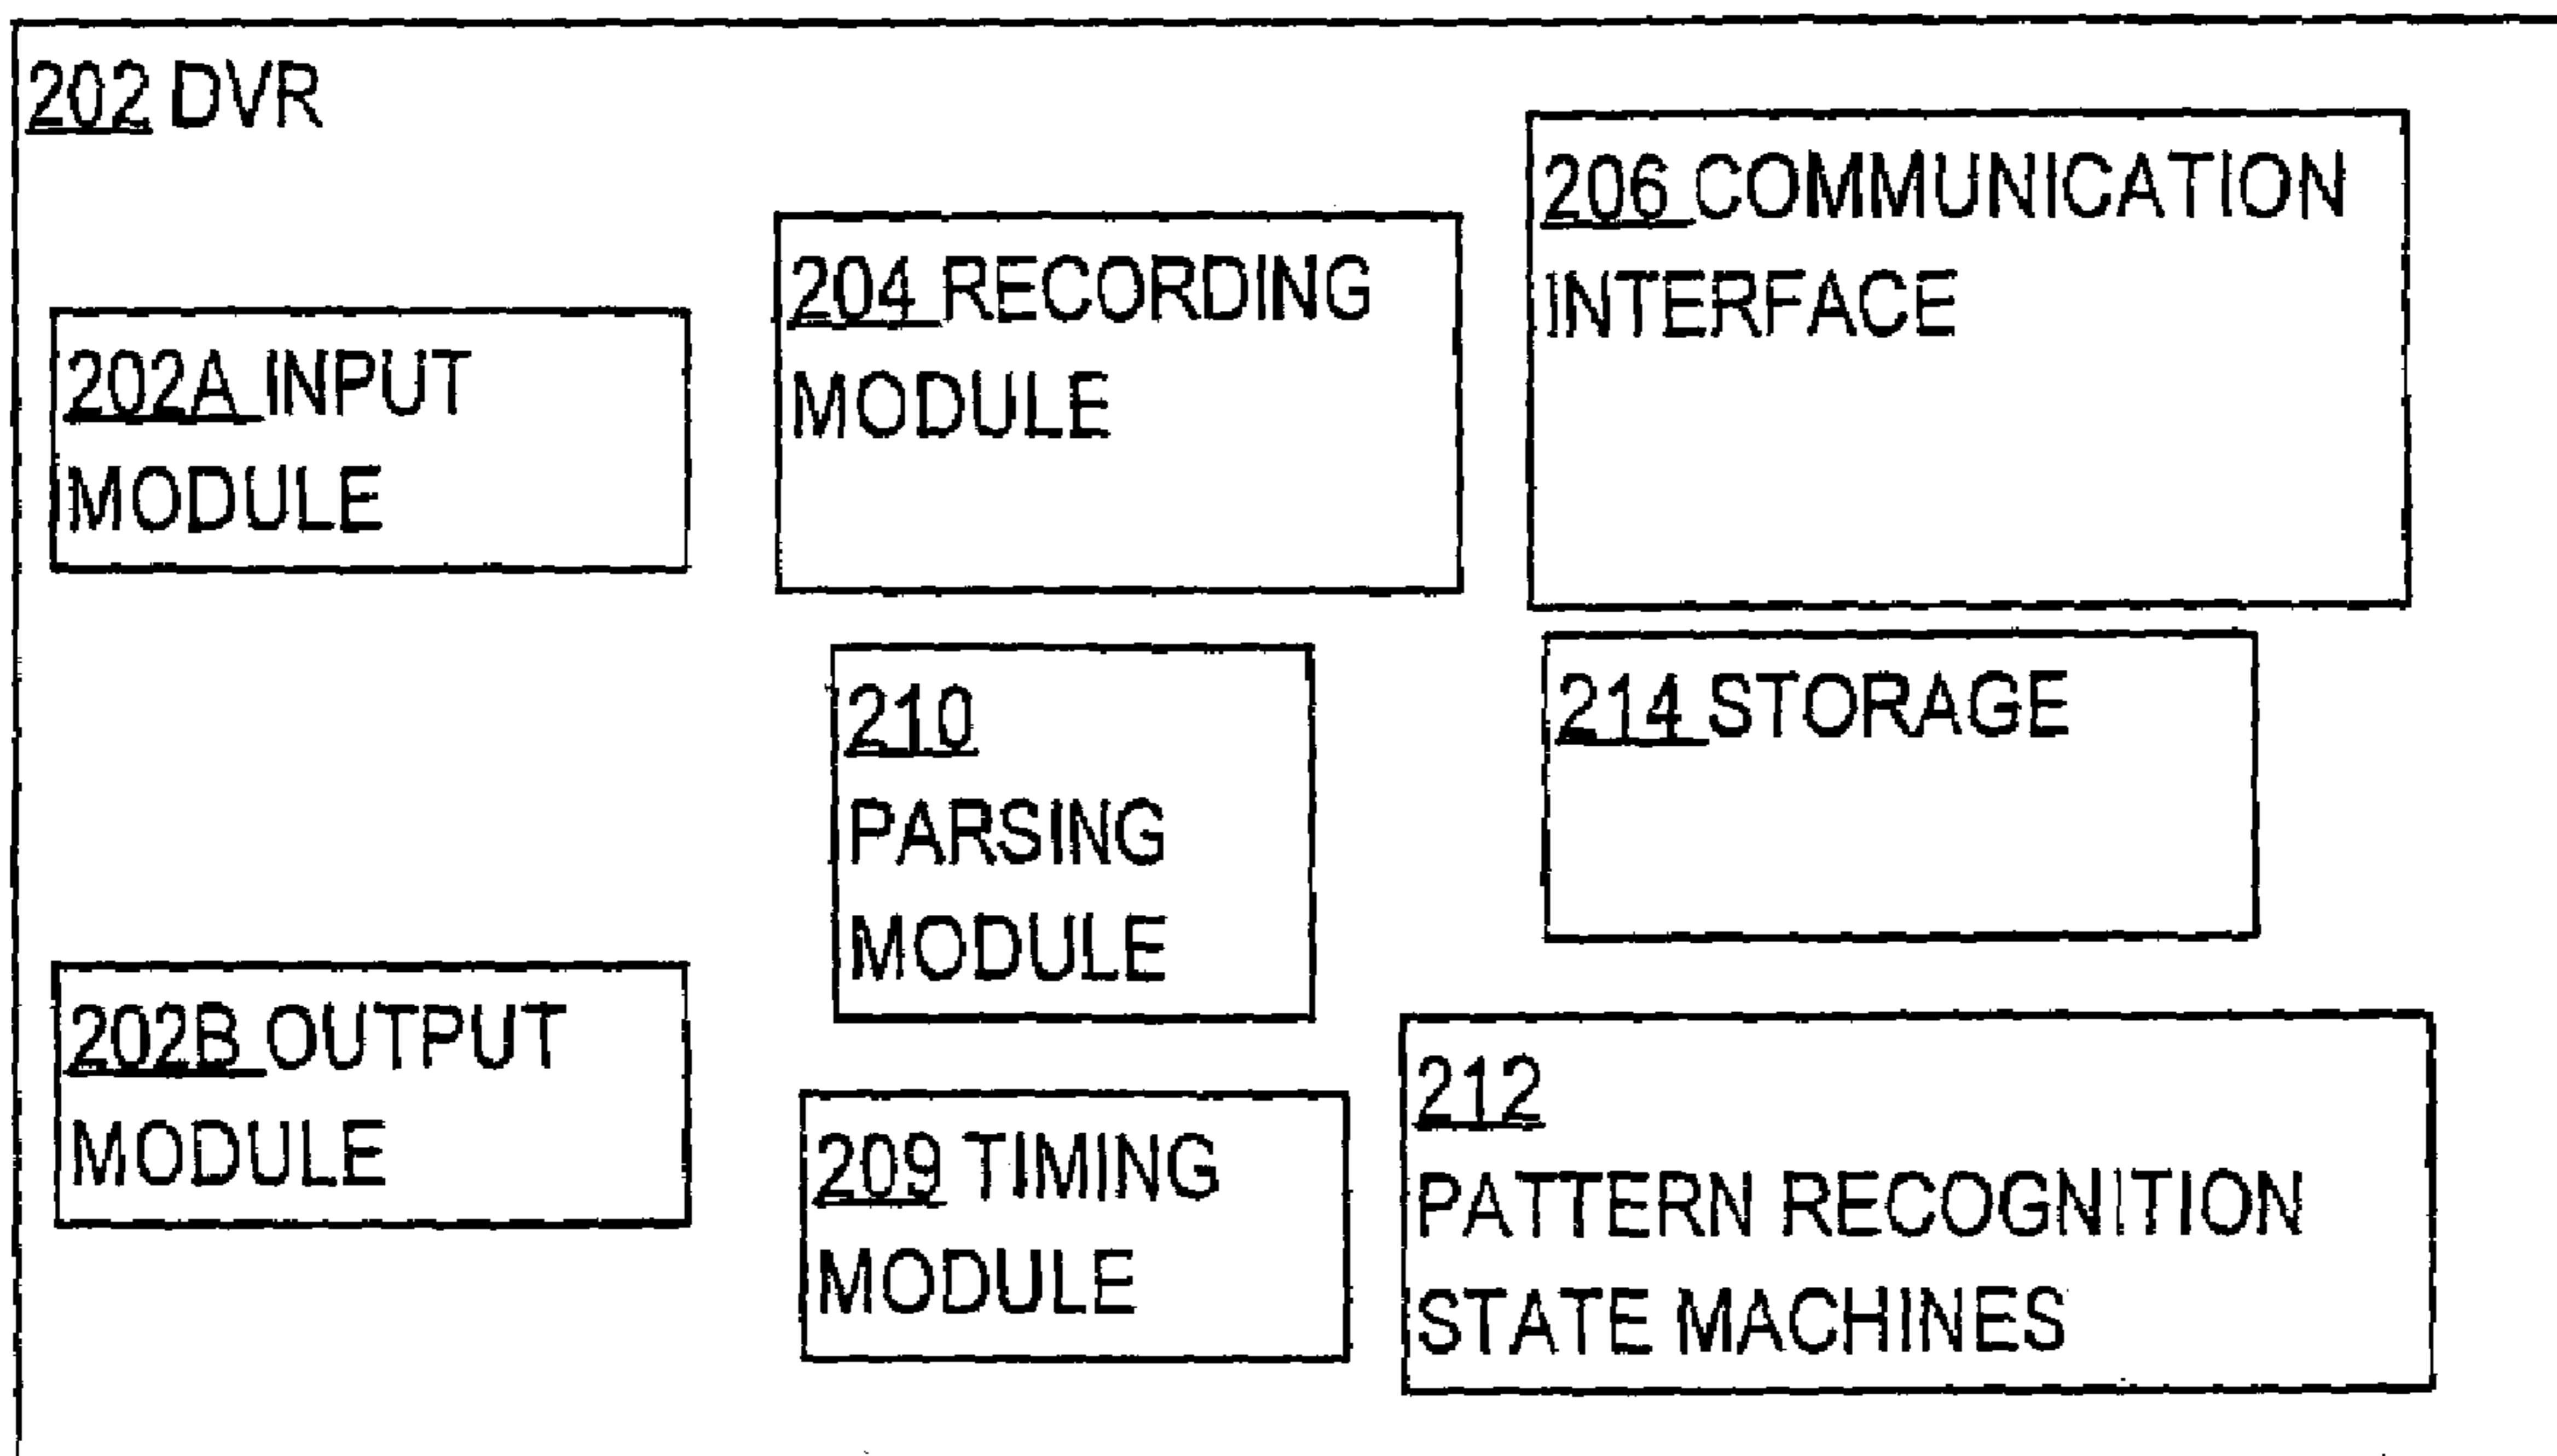 202 DVR
206 COMMUNICATION
INTERFACE
204 RECORDING
MODULE
202A INPUT
MODULE
210
PARSING
MODULE
214 STORAGE
202B OUTPUT
MODULE
209 TIMING
MODULE
212
PATTERN RECOGNITION
STATE MACHINES